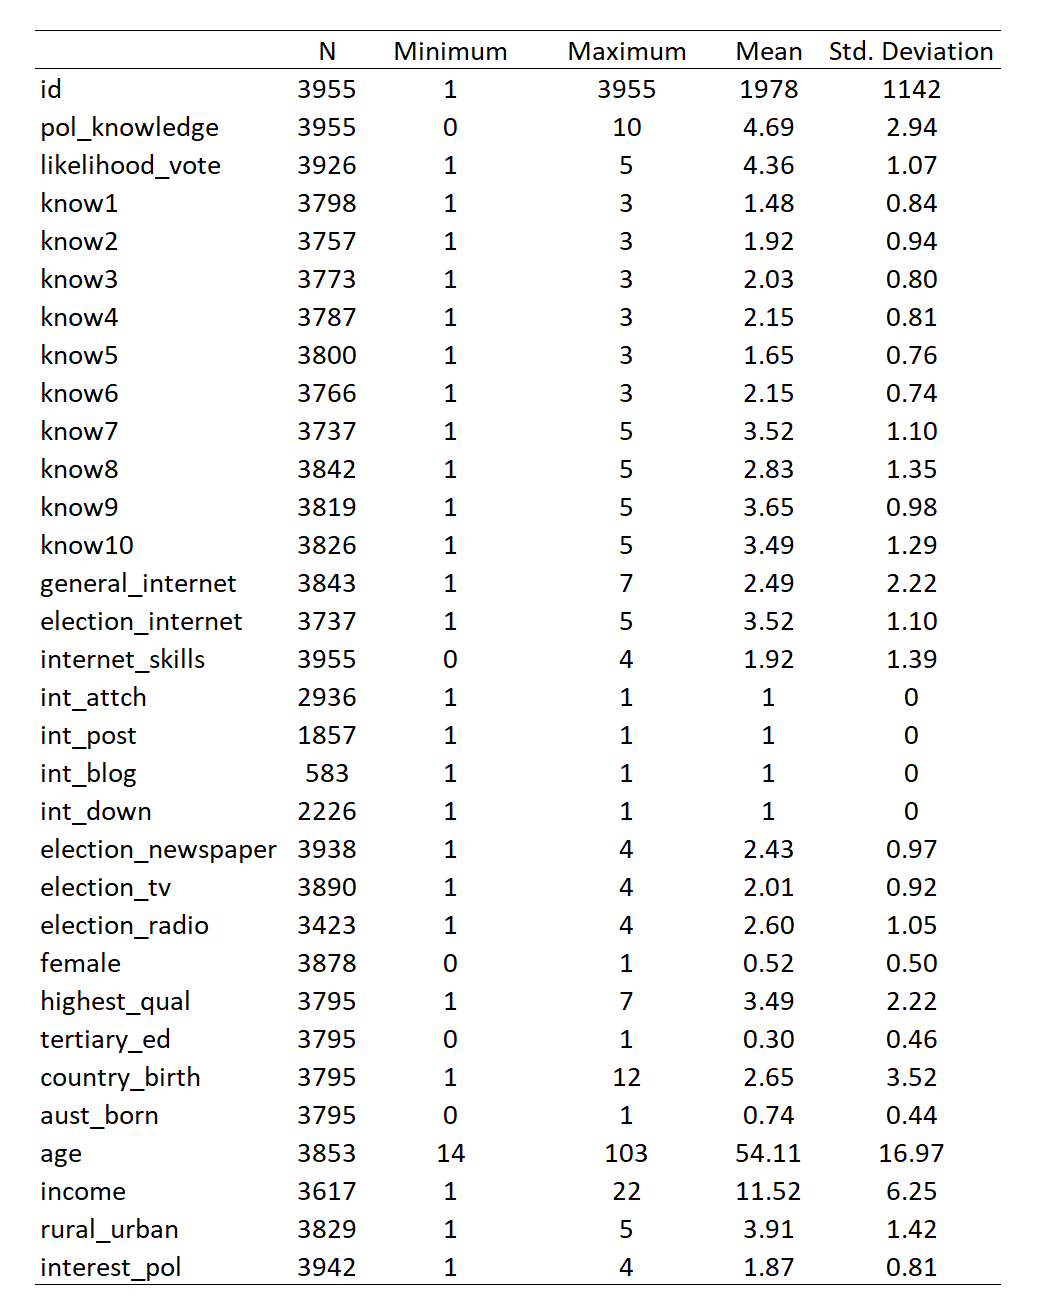 N Minimum Maximum Mean Std. Deviation
id 3955 1 3955 1978 1142
pol_knowledge 3955 0 10 4.69 2.94
likelihood_vote 3926 1 5 4.36 1.07
know1 3798 1 3 1.48 0.84
know2 3757 1 3 1.92 0.94
know3 3773 1 3 2.03 0.80
know4 3787 1 3 2.15 0.81
know5 3800 1 3 1.65 0.76
know6 3766 1 3 2.15 0.74
know7 3737 1 5 3.52 1.10
know8 3842 1 5 2.83 1.35
know9 3819 1 5 3.65 0.98
know10 3826 1 5 3.49 1.29
general_internet 3843 1 7 2.49 2.22
election_internet 3737 1 5 3.52 1.10
internet_skills 3955 0 4 1.92 1.39
int_attch 2936 1 1 1 0
int_post 1857 1 1 1 0
int_blog 583 1 1 1 0
int_down 2226 1 1 1 0
election_newspaper 3938 1 4 2.43 0.97
election_tv 3890 1 4 2.01 0.92
election_radio 3423 1 4 2.60 1.05
female 3878 0 1 0.52 0.50
highest_qual 3795 1 7 3.49 2.22
tertiary_ed 3795 0 1 0.30 0.46
country_birth 3795 1 12 2.65 3.52
aust_born 3795 0 1 0.74 0.44
age 3853 14 103 54.11 16.97
income 3617 1 22 11.52 6.25
rural_urban 3829 1 5 3.91 1.42
interest_pol 3942 1 4 1.87 0.81